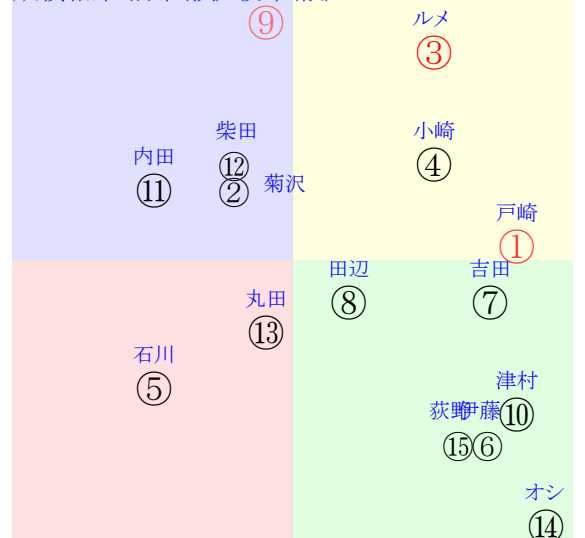 ⑨
ルメ
③
柴田
⑫
小崎
④
内田
⑪
②
菊沢
戸崎
①
田辺
⑧
吉田
⑦
丸田
⑬
石川
⑤
津村
⑩
荻野
伊藤
⑮⑥
オシ
⑭